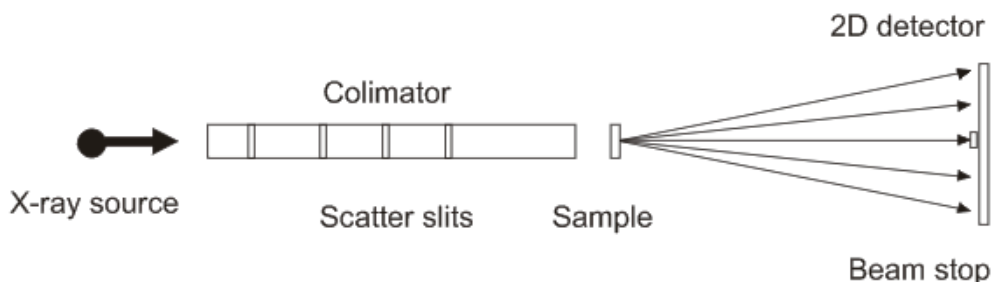 2D detector
Colimator
X-ray source
Scatter slits
Sample
Beam stop